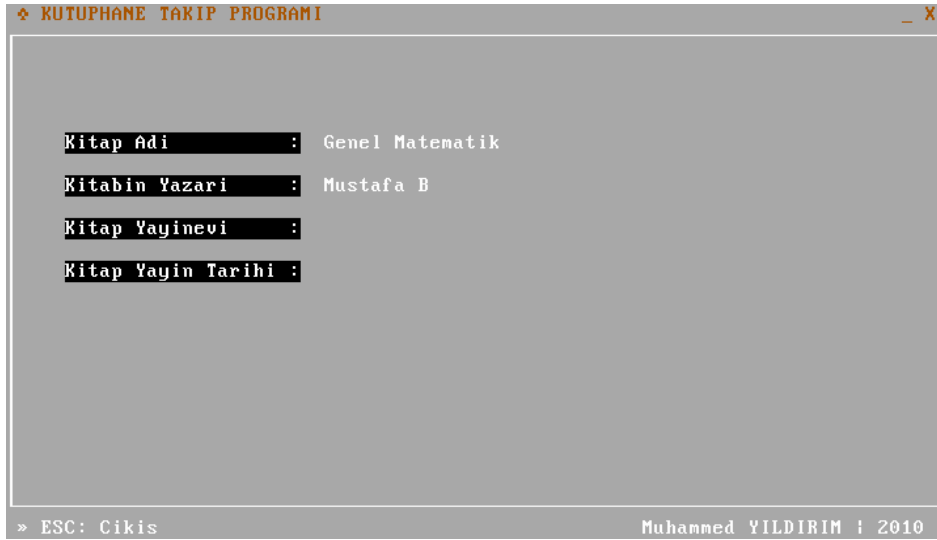 KUTUPHANE TAKIP PROGRAMI _ X
Kitap Adi : Genel Matematik
Kitabin Yazari : Mustafa B
Kitap Yayinevi :
Kitap Yayin Tarihi :
» ESC: Cikis Muhammed YILDIRIM ¦ 2010